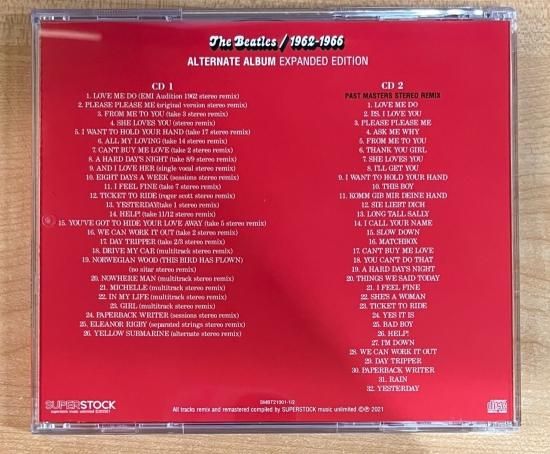 The Beatles / 1962-1966
ALTERNATE ALBUM EXPANDED EDITION
CD 1
1. LOVE ME DO (EMI Audition 1962 stereo remix)
2. PLEASE PLEASE ME (original version stereo remix)
3. FROM ME TO YOU (take 3 stereo remix)
4. SHE LOVES YOU (stereo remix)
5. I WANT TO HOLD YOUR HAND (take 17 stereo remix)
6. ALL MY LOVING (take 14 stereo remix)
7. CAN'T BUY ME LOVE (take 2 stereo remix)
8. A HARD DAY'S NIGHT (take 8/9 stereo remix)
9. AND I LOVE HER (single vocal stereo remix)
10. EIGHT DAYS A WEEK (sessions stereo remix)
11. I FEEL FINE (take 7 stereo remix)
12. TICKET TO RIDE (roger scott stereo remix)
13. YESTERDAY(take 1 stereo remix)
14. HELP! (take 11/12 stereo remix)
15. YOU'VE GOT TO HIDE YOUR LOVE AWAY (take 5 stereo remix)
16. WE CAN WORK IT OUT (take 2 stereo remix)
17. DAY TRIPPER (take 2/3 stereo remix)
18. DRIVE MY CAR (multitrack stereo remix)
19. NORWEGIAN WOOD (THIS BIRD HAS FLOWN)
(no sitar stereo remix)
20. NOWHERE MAN (multitrack stereo remix)
21. MICHELLE (multitrack stereo remix)
22. IN MY LIFE (multitrack stereo remix)
23. GIRL (multitrack stereo remix)
24. PAPERBACK WRITER (sessions stereo remix)
25. ELEANOR RIGBY (separated strings stereo remix)
26. YELLOW SUBMARINE (alternate stereo remix)
CD 2
PAST MASTERS STEREO REMIX
1. LOVE ME DO
2. P.S. I LOVE YOU
3. PLEASE PLEASE ME
4. ASK ME WHY
5. FROM ME TO YOU
6. THANK YOU GIRL
7. SHE LOVES YOU
8. I'LL GET YOU
9. I WANT TO HOLD YOUR HAND
10. THIS BOY
11. KOMM GIB MIR DEINE HAND
12. SIE LIEBT DICH
13. LONG TALL SALLY
14. I CALL YOUR NAME
15. SLOW DOWN
16. MATCHBOX
17. CAN'T BUY ME LOVE
18. YOU CAN'T DO THAT
19. A HARD DAY'S NIGHT
20. THINGS WE SAID TODAY
21. I FEEL FINE
22. SHE'S A WOMAN
23. TICKET TO RIDE
24. YES IT IS
25. BAD BOY
26. HELP!
27. I'M DOWN
28. WE CAN WORK IT OUT
29. DAY TRIPPER
30. PAPERBACK WRITER
31. RAIN
32. YESTERDAY
SUPERSTOCK
SMBT21001-1/2
All tracks remix and remastered compiled by SUPERSTOCK music unlimited ©℗ 2021